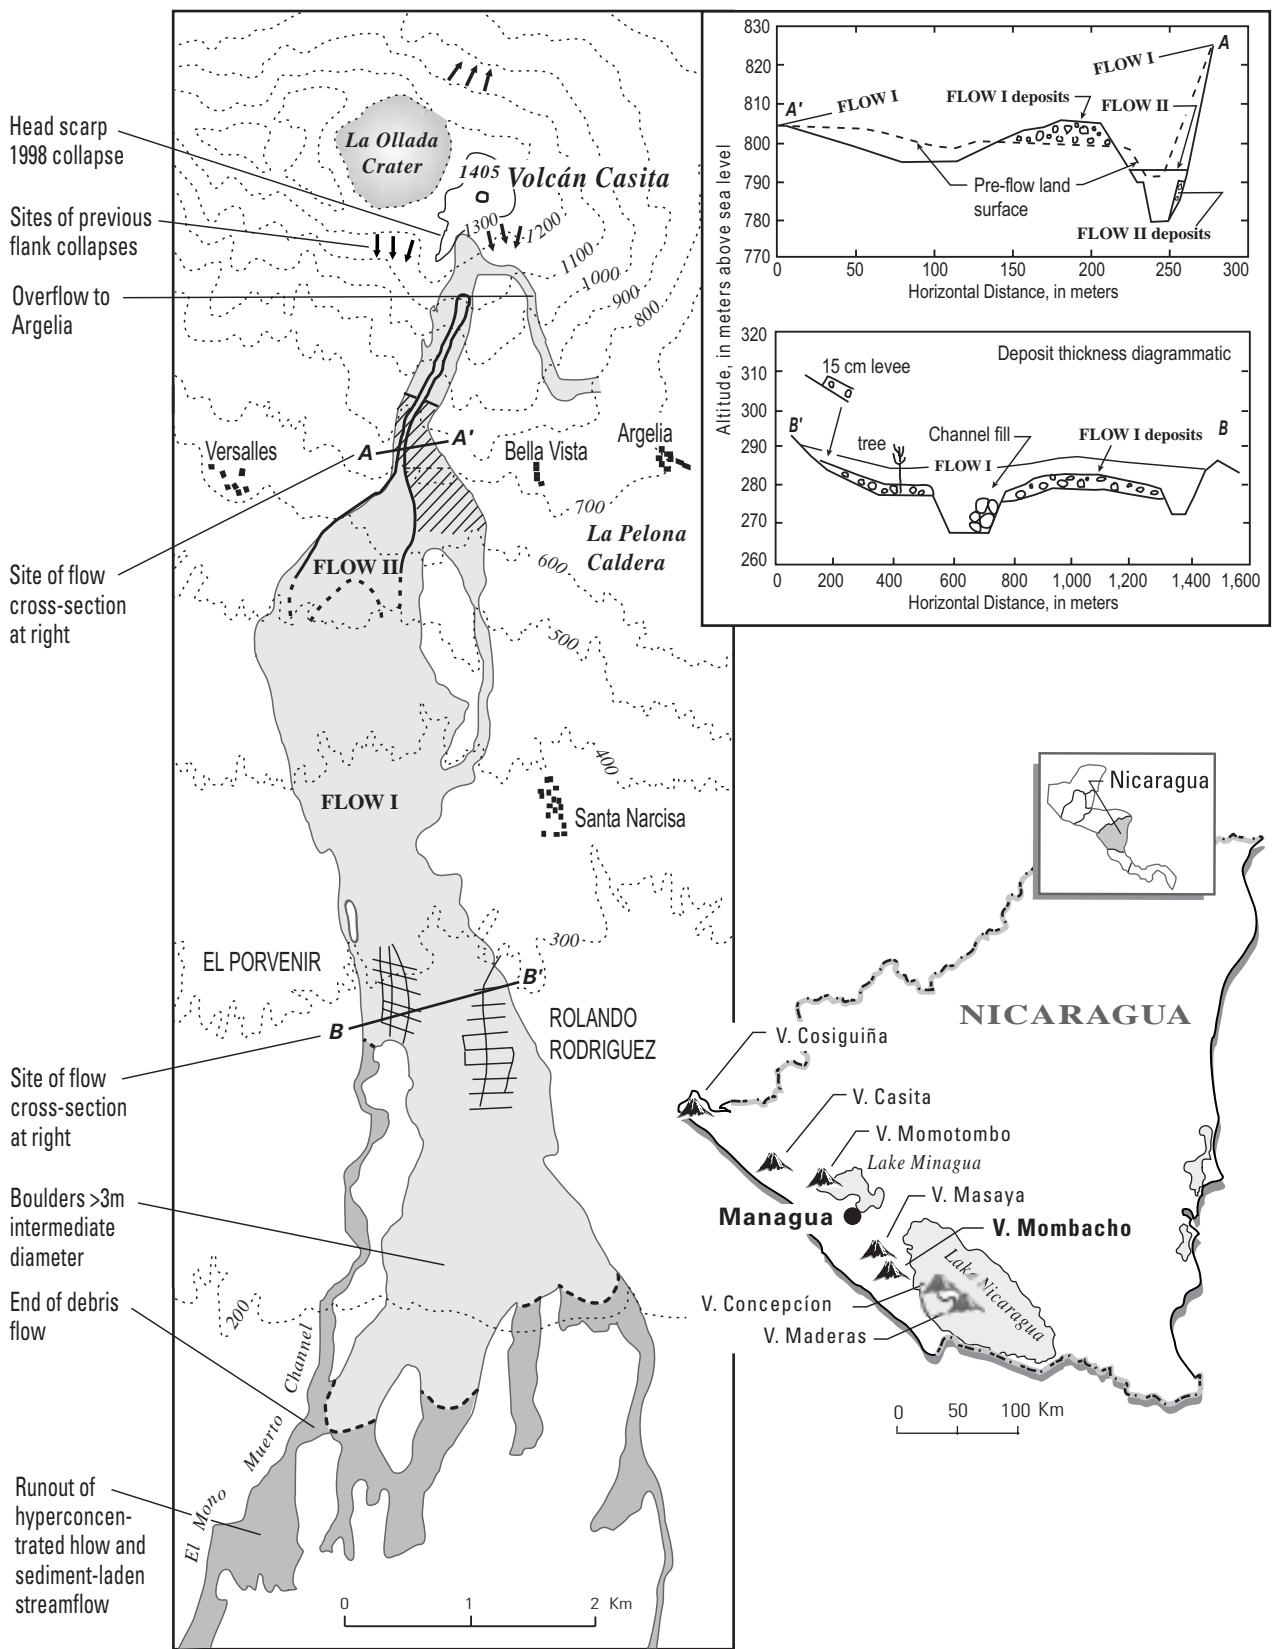 Head scarp
1998 collapse
Sites of previous
flank collapses
Overflow to
Argelia
Site of flow
cross-section
at right
Site of flow
cross-section
at right
Boulders >3m
intermediate
diameter
End of debris
flow
Runout of
hyperconcen-
trated hlow and
sediment-laden
streamflow
La Ollada
Crater
1405
Volcán Casita
1300
1200
1100
1000
900
800
Versalles
A
A'
Bella Vista
Argelia
700
La Pelona
Caldera
600
FLOW II
500
400
FLOW I
Santa Narcisa
300
EL PORVENIR
B'
B
ROLANDO
RODRIGUEZ
200
El Mono Muerto Channel
0 1 2 Km
Altitude, in meters above sea level
830
820
810
800
790
780
770
A
FLOW I
A'
FLOW I
FLOW I deposits
FLOW II
Pre-flow land
surface
FLOW II deposits
0 50 100 150 200 250 300
Horizontal Distance, in meters
320
310
300
290
280
270
260
Deposit thickness diagrammatic
15 cm levee
B'
tree
Channel fill
FLOW I deposits
B
FLOW I
0 200 400 600 800 1,000 1,200 1,400 1,600
Horizontal Distance, in meters
Nicaragua
NICARAGUA
V. Cosiguiña
V. Casita
V. Momotombo
Lake Minagua
V. Masaya
Managua
V. Mombacho
Lake Nicaragua
V. Concepcíon
V. Maderas
0 50 100 Km